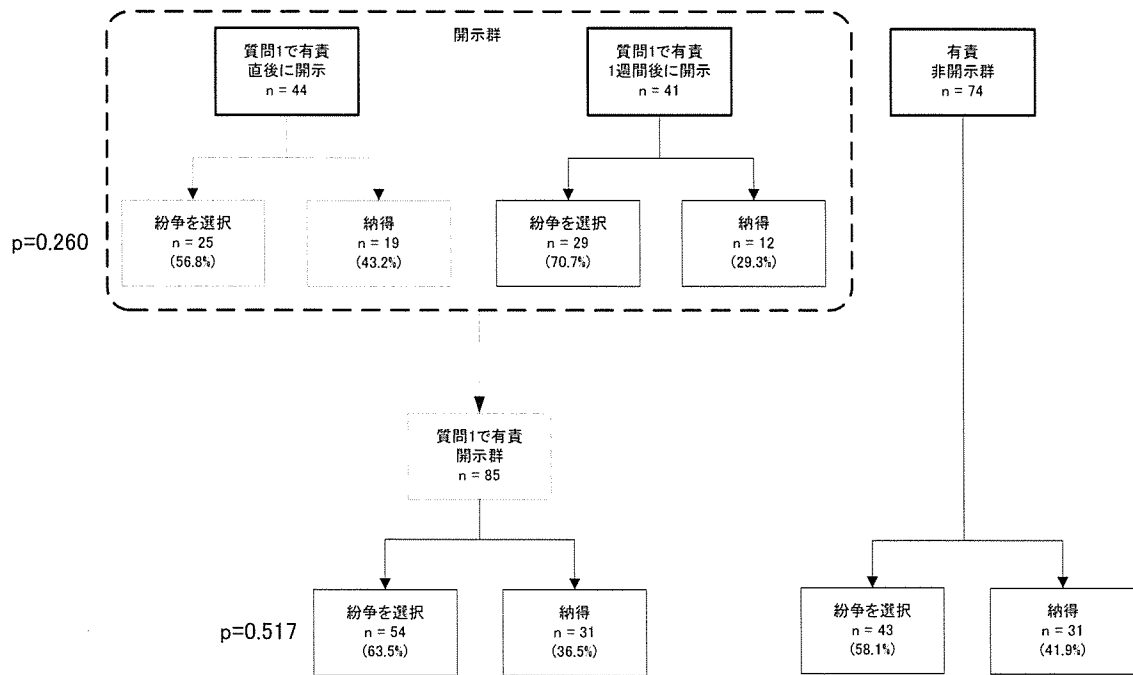 開示群
質問1で有責
直後に開示
n = 44
質問1で有責
1週間後に開示
n = 41
有責
非開示群
n = 74
p=0.260
紛争を選択
n = 25
(56.8%)
納得
n = 19
(43.2%)
紛争を選択
n = 29
(70.7%)
納得
n = 12
(29.3%)
質問1で有責
開示群
n = 85
p=0.517
紛争を選択
n = 54
(63.5%)
納得
n = 31
(36.5%)
紛争を選択
n = 43
(58.1%)
納得
n = 31
(41.9%)